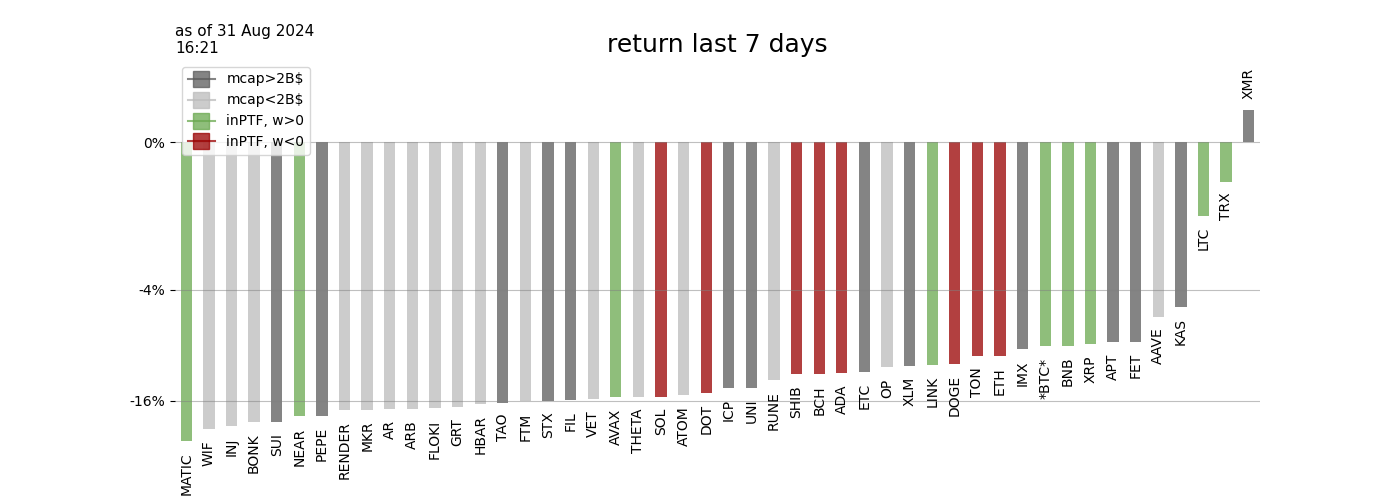 as of 31 Aug 2024
16:21
return last 7 days
mcap>2B$
mcap<2B$
inPTF, w>0
inPTF, w<0
0%
-4%
-16%
MATIC
WIF
INJ
BONK
SUI
NEAR
PEPE
RENDER
MKR
AR
ARB
FLOKI
GRT
HBAR
TAO
FTM
STX
FIL
VET
AVAX
THETA
SOL
ATOM
DOT
ICP
UNI
RUNE
SHIB
BCH
ADA
ETC
OP
XLM
LINK
DOGE
TON
ETH
IMX
*BTC*
BNB
XRP
APT
FET
AAVE
KAS
LTC
TRX
XMR